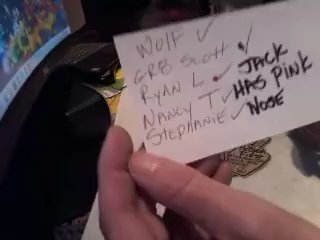 WOLF ✓
GRB SCOTT ✓
RYAN L ✓
NANCY T ✓
STEPHANIE ✓
JACK
HAS PINK
NOSE